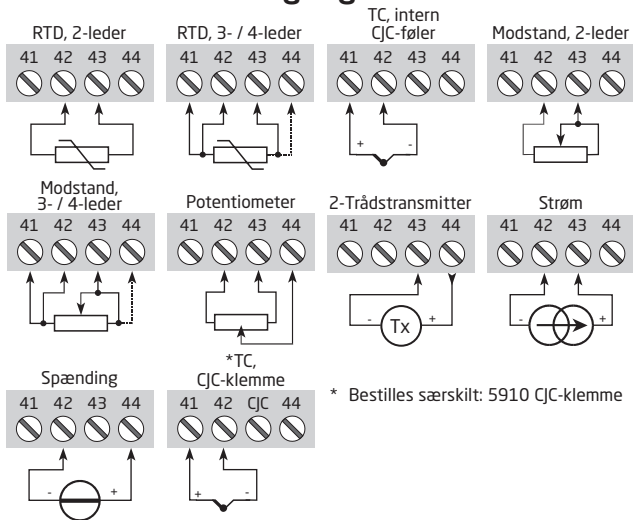 RTD, 2-leder
RTD, 3- / 4-leder
TC, intern
CJC-føler
Modstand, 2-leder
41 42 43 44
41 42 43 44
41 42 43 44
41 42 43 44
+ -
Modstand,
3- / 4-leder
Potentiometer
2-Trådstransmitter
Strøm
41 42 43 44
41 42 43 44
41 42 43 44
41 42 43 44
- Tx +
- +
Spænding
*TC,
CJC-klemme
* Bestilles særskilt: 5910 CJC-klemme
41 42 43 44
41 42 CJC 44
- +
+ -